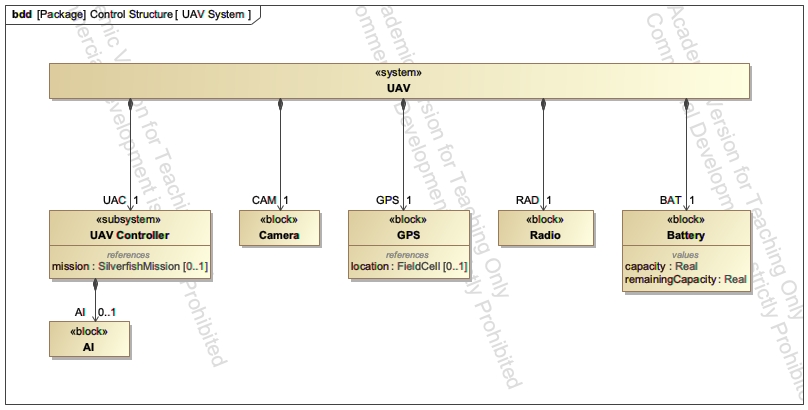 bdd [Package] Control Structure [ UAV System ]
«system»
UAV
UAC 1
CAM 1
GPS 1
RAD 1
BAT 1
«subsystem»
UAV Controller
references
mission : SilverfishMission [0..1]
«block»
Camera
«block»
GPS
references
location : FieldCell [0..1]
«block»
Radio
«block»
Battery
values
capacity : Real
remainingCapacity : Real
AI 0..1
«block»
AI
Academic Version for Teaching Only
Commercial Development is strictly Prohibited